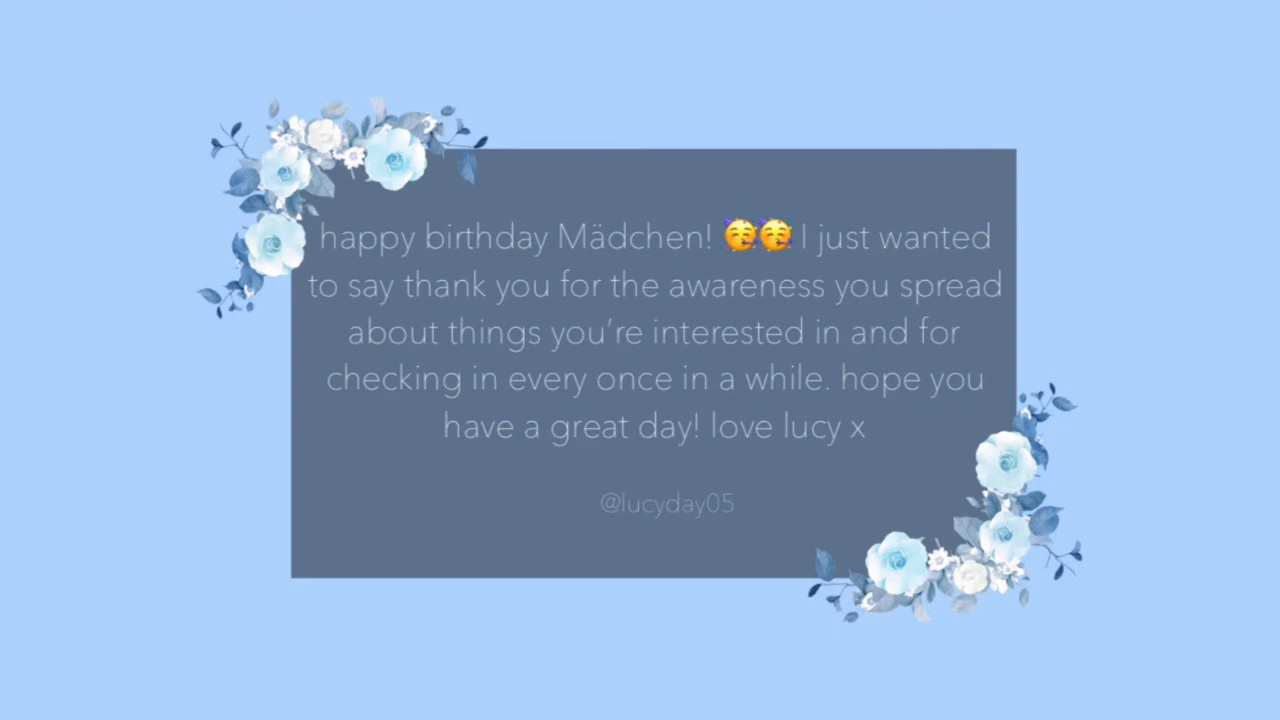 happy birthday Mädchen! 🥳🥳 I just wanted
to say thank you for the awareness you spread
about things you’re interested in and for
checking in every once in a while. hope you
have a great day! love lucy x
@lucyday05